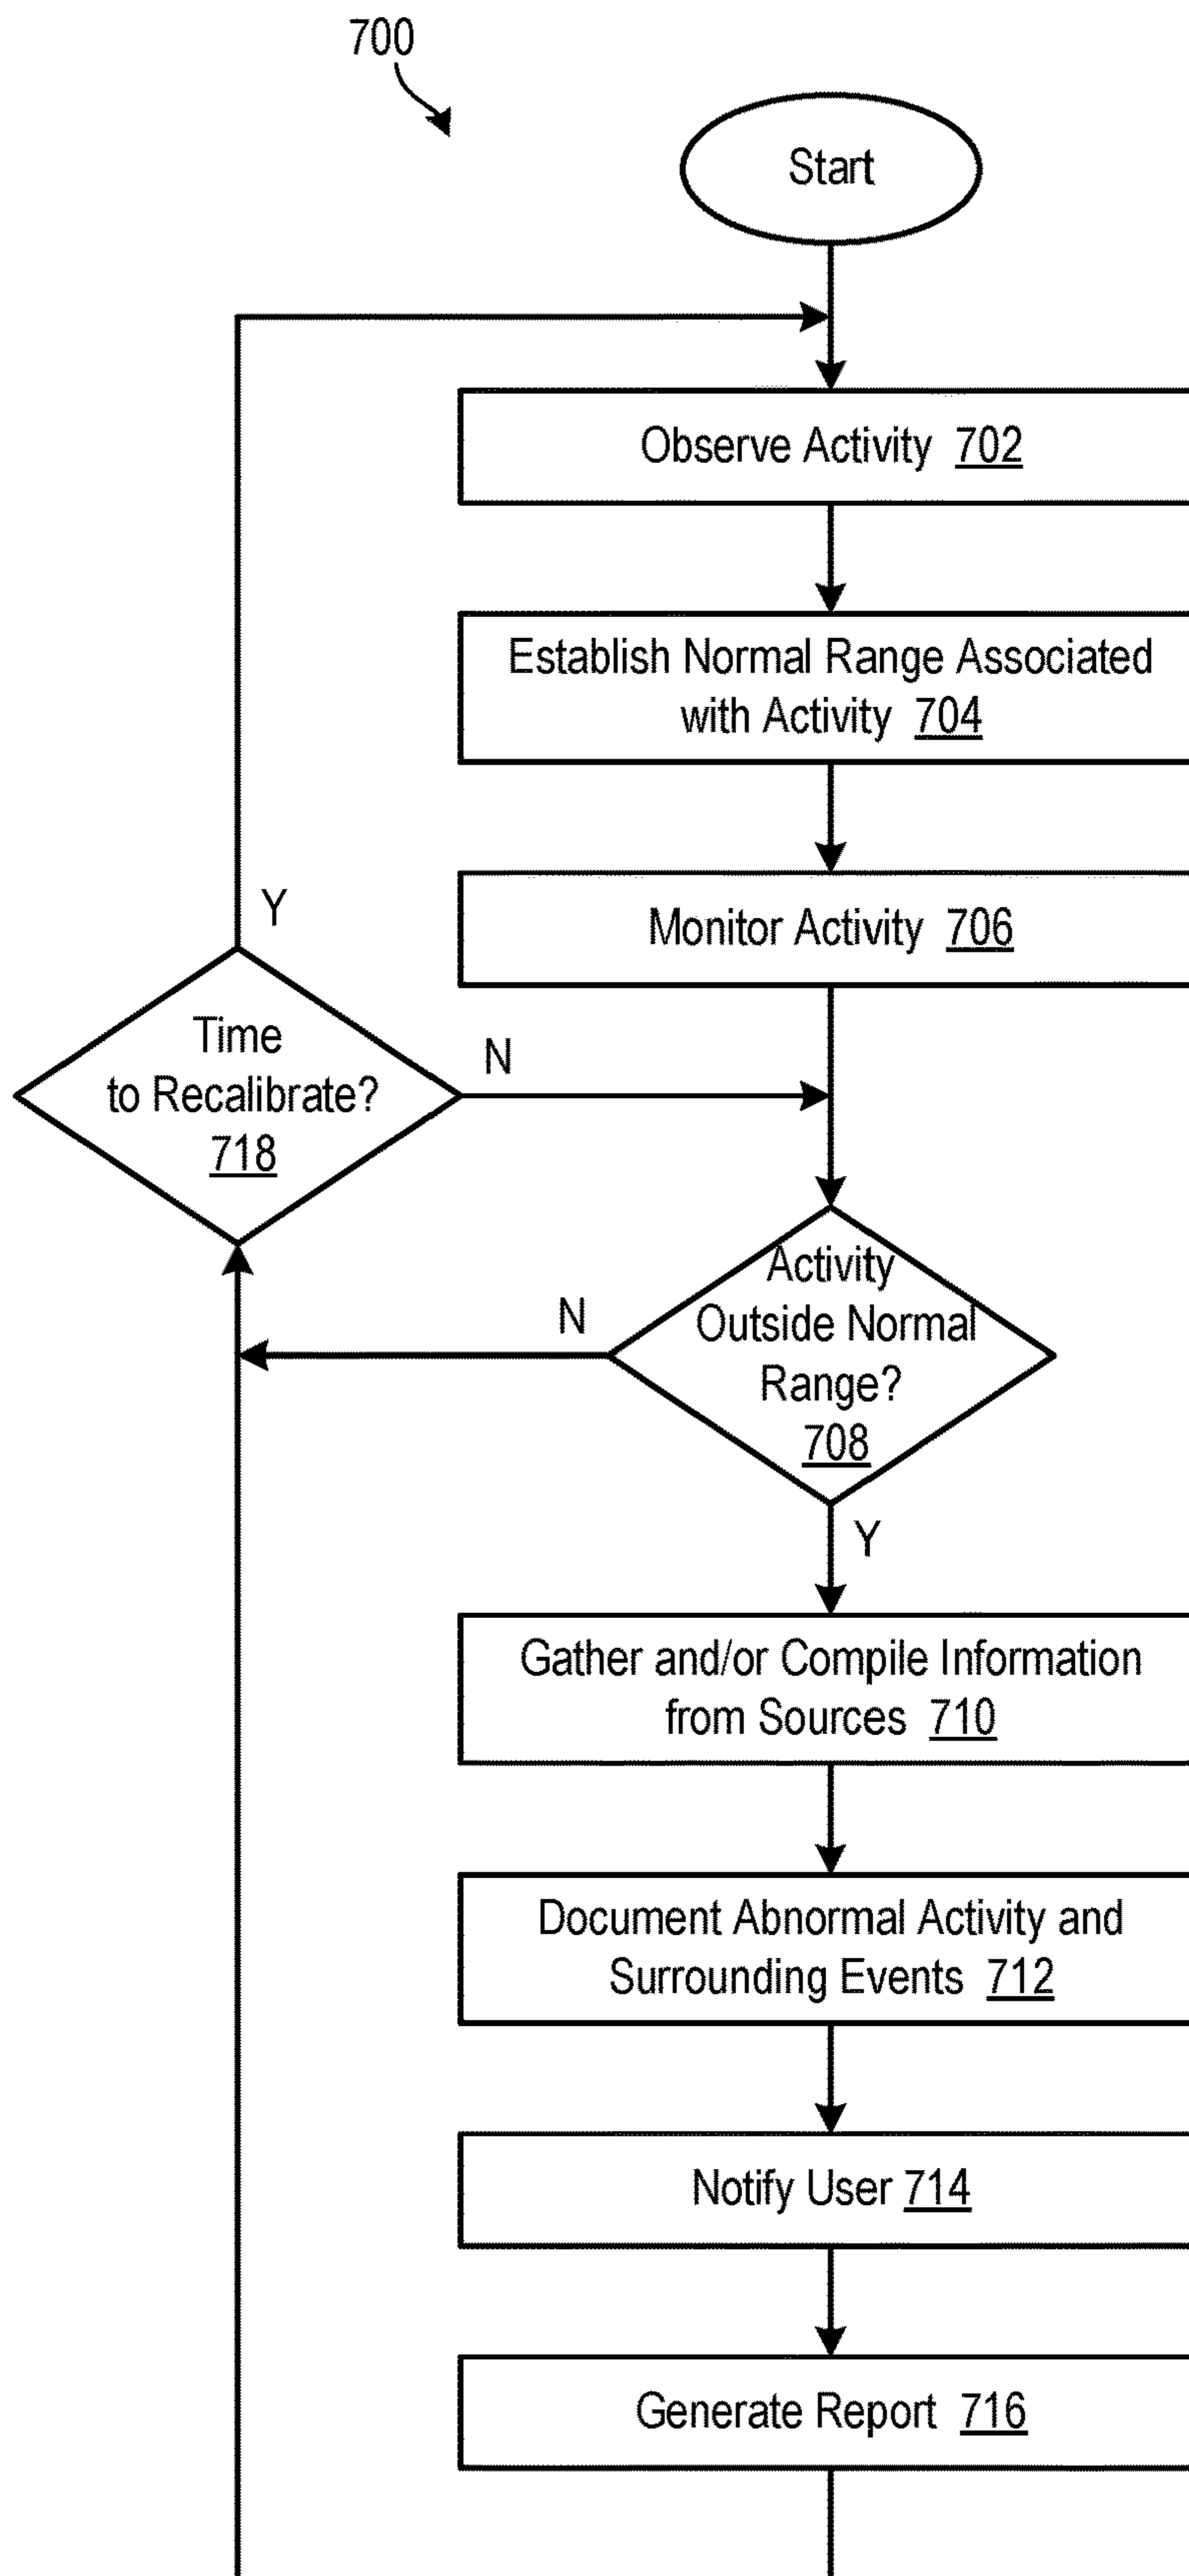 700
Start
Observe Activity 702
Establish Normal Range Associated
with Activity 704
Monitor Activity 706
Y
Time
to Recalibrate?
718
N
Activity
Outside Normal
Range?
708
N
Y
Gather and/or Compile Information
from Sources 710
Document Abnormal Activity and
Surrounding Events 712
Notify User 714
Generate Report 716